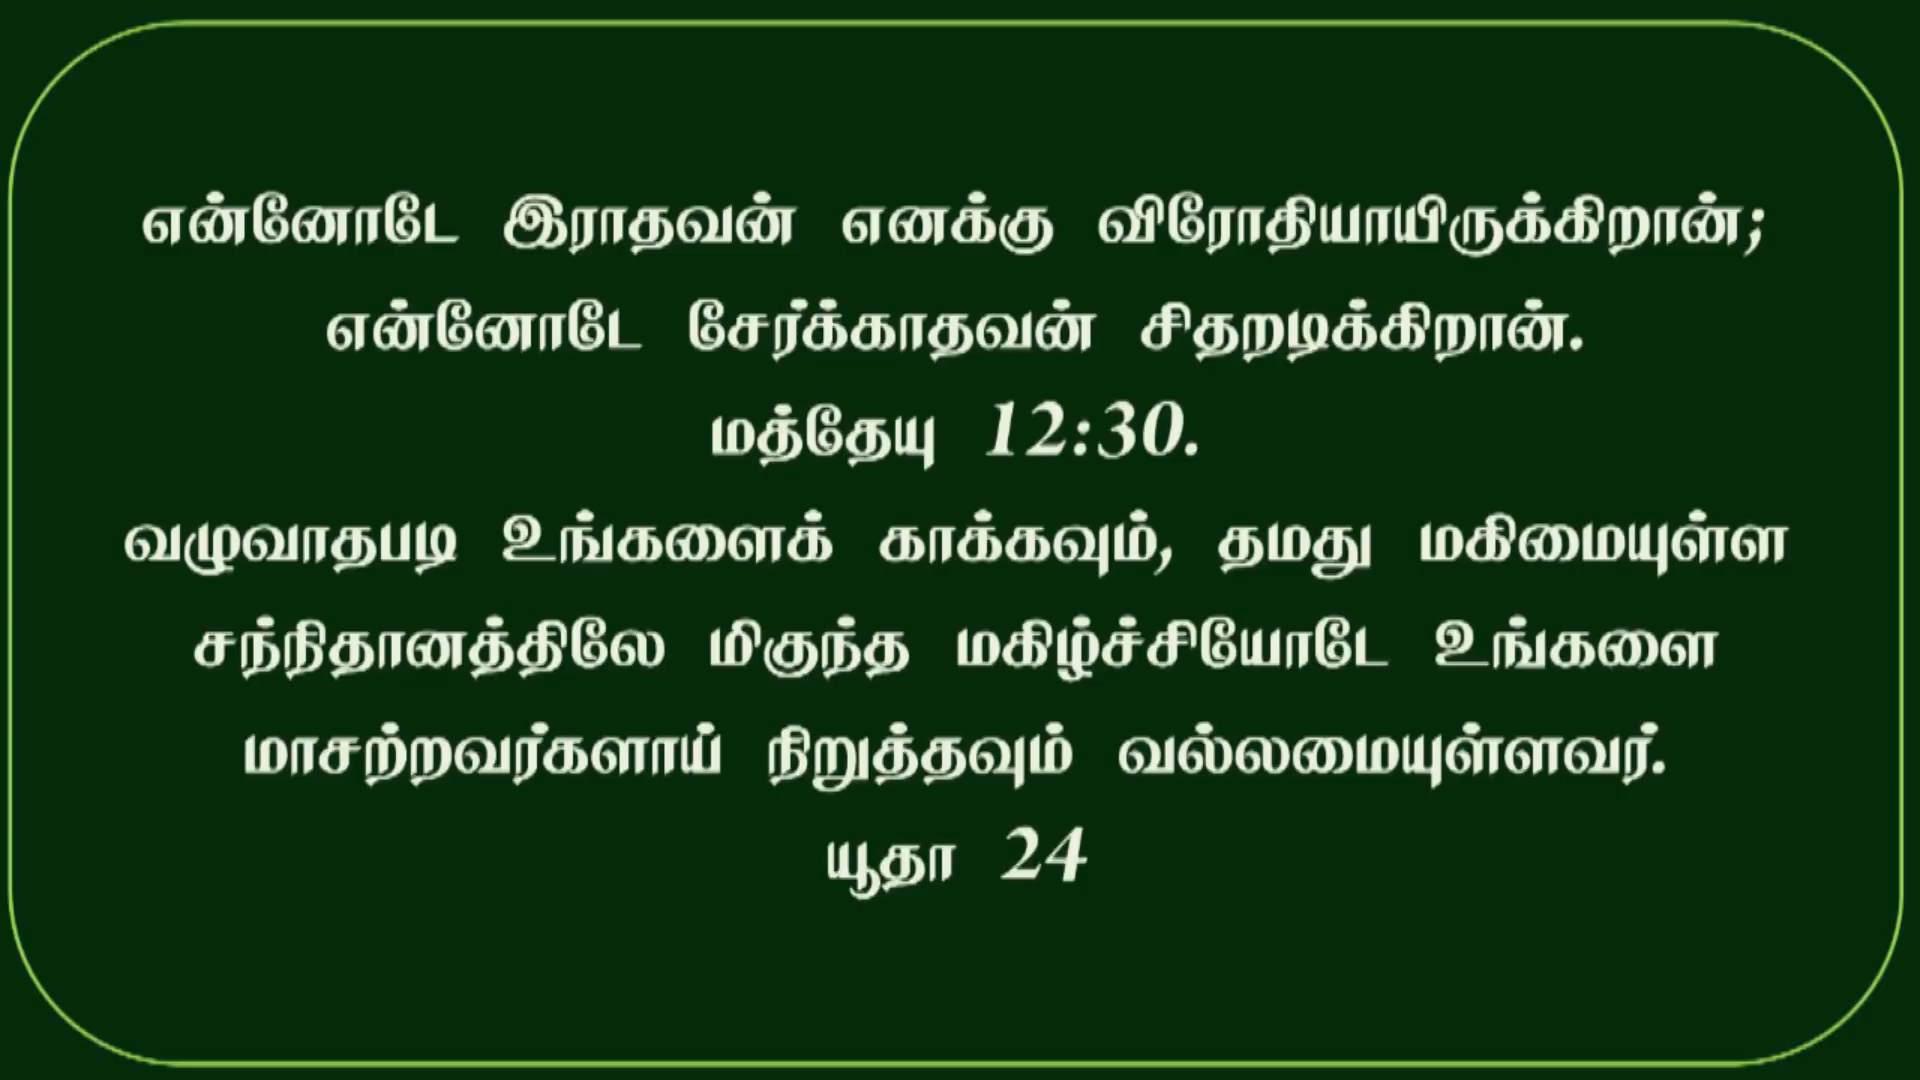 என்னோடே இராதவன் எனக்கு விரோதியாயிருக்கிறான்;
என்னோடே சேர்க்காதவன் சிதறடிக்கிறான்.
மத்தேயு 12:30.
வழுவாதபடி உங்களைக் காக்கவும், தமது மகிமையுள்ள
சந்நிதானத்திலே மிகுந்த மகிழ்ச்சியோடே உங்களை
மாசற்றவர்களாய் நிறுத்தவும் வல்லமையுள்ளவர்.
யூதா 24